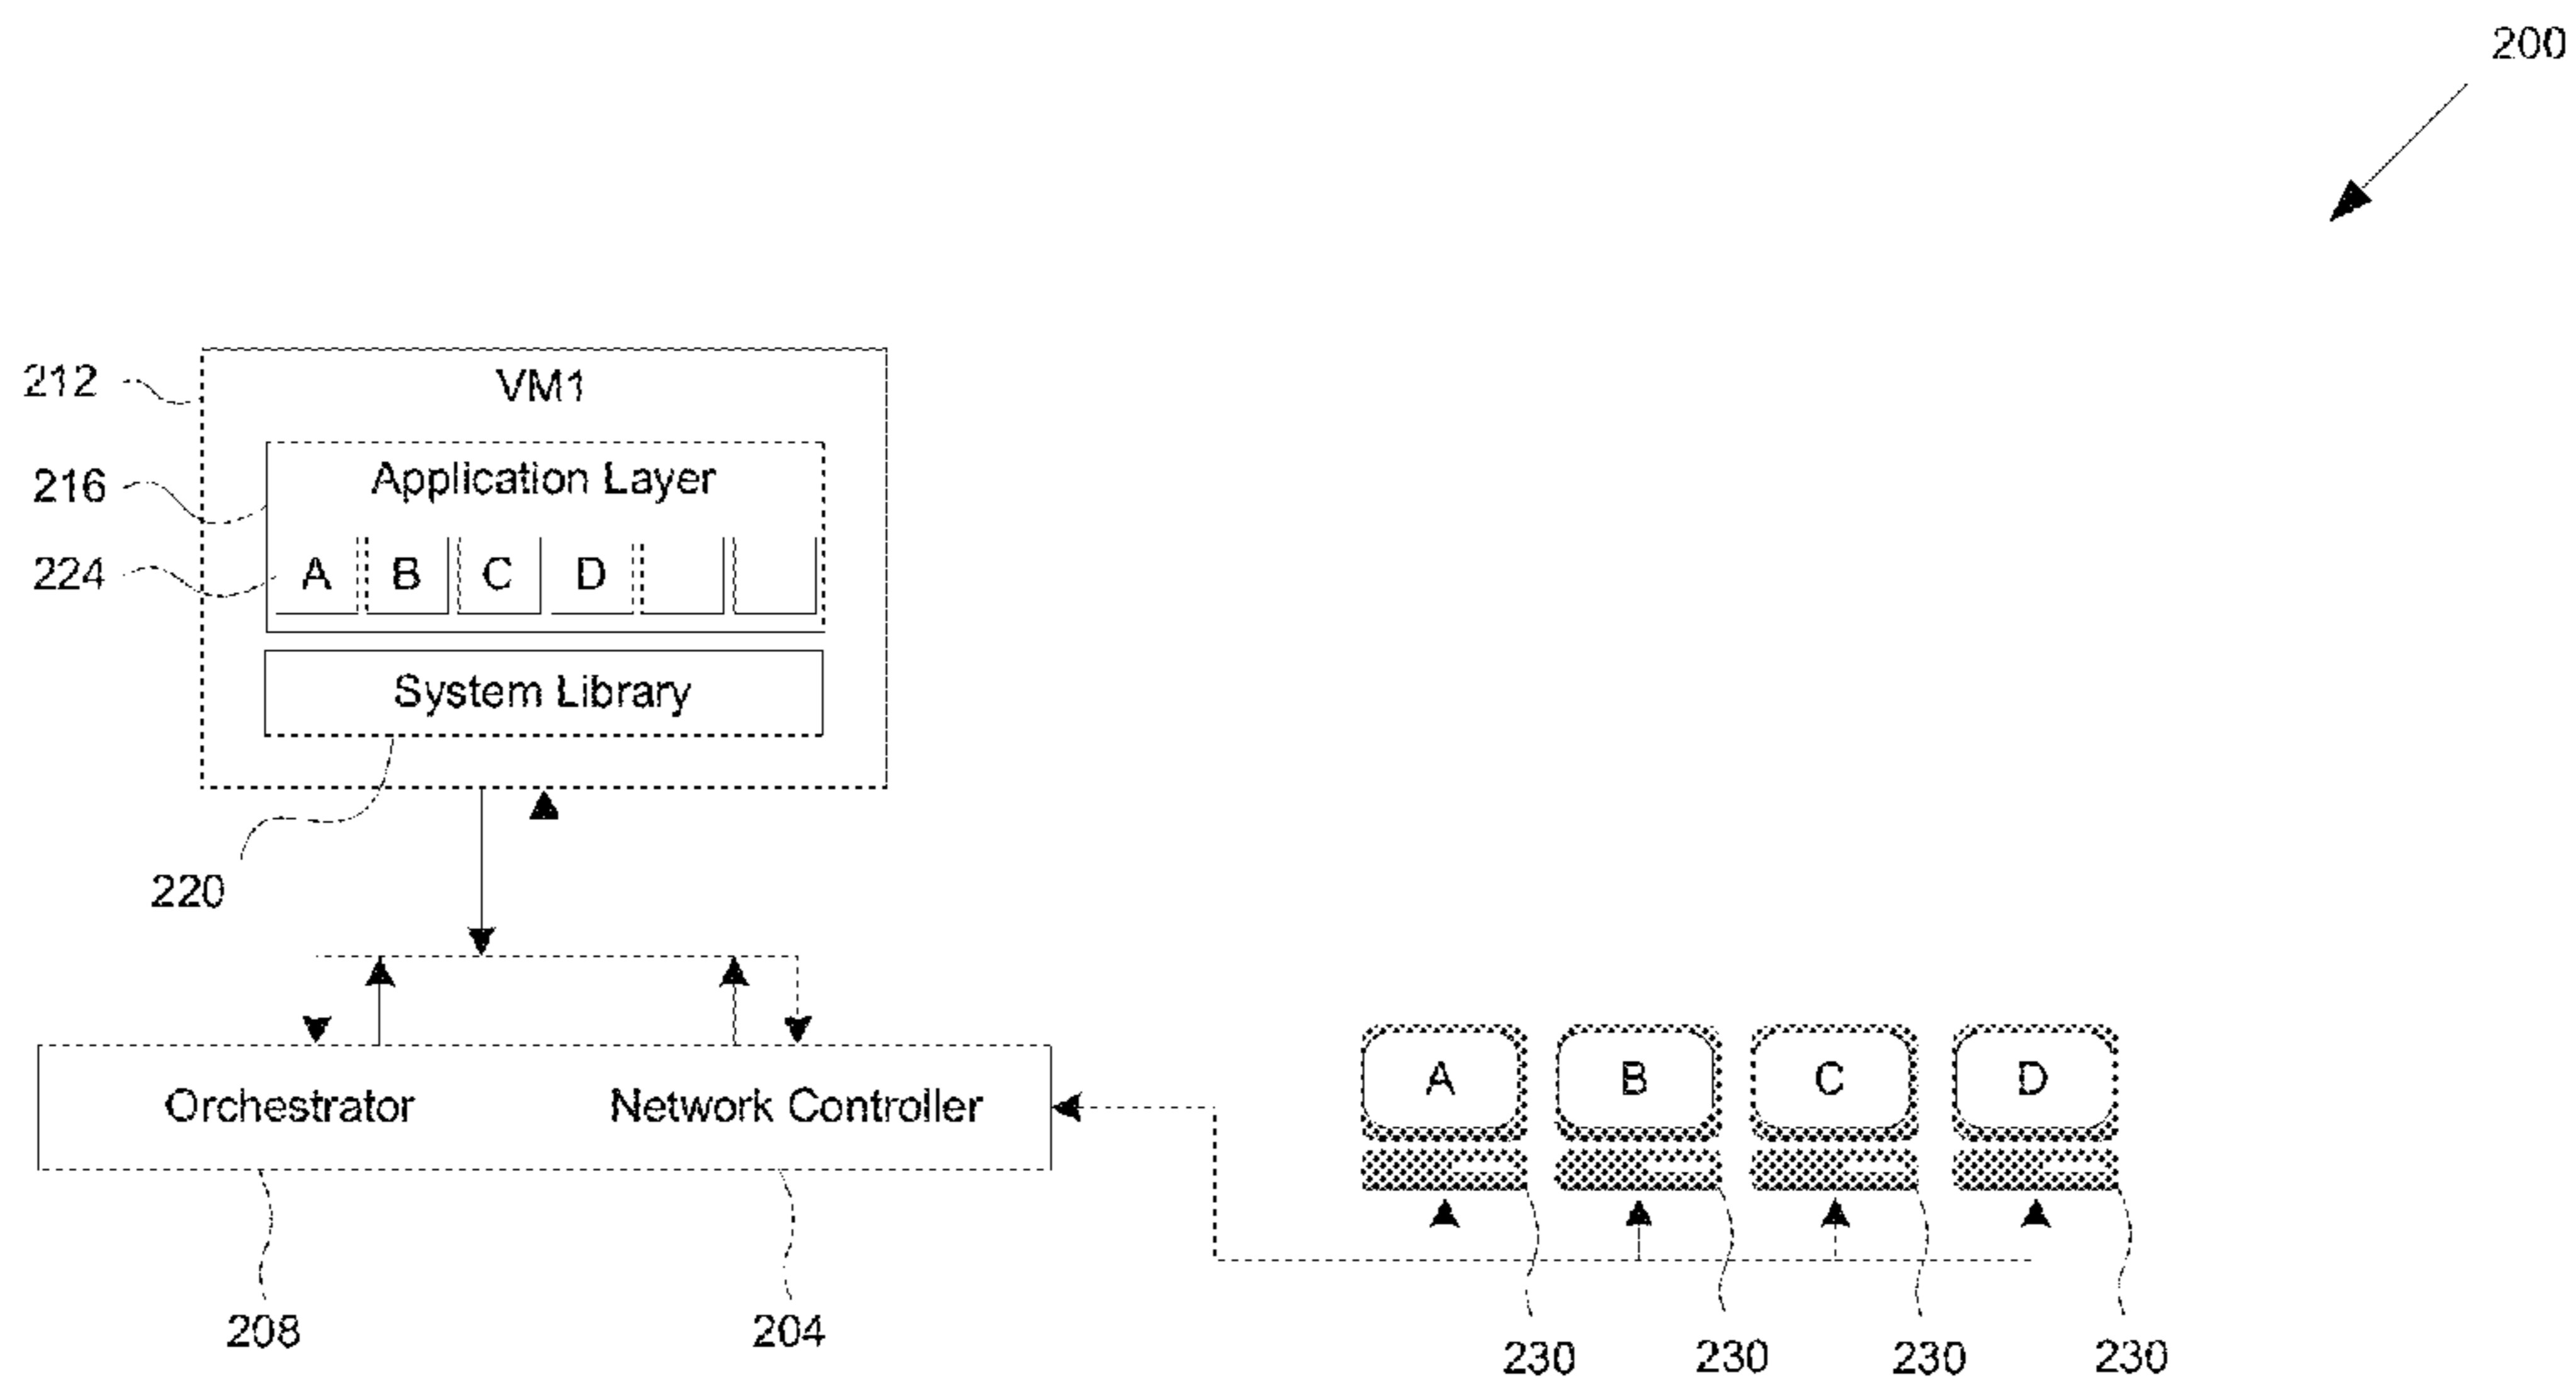 200
212
VM1
216
Application Layer
224
A B C D
System Library
220
Orchestrator
Network Controller
A B C D
208
204
230 230 230 230